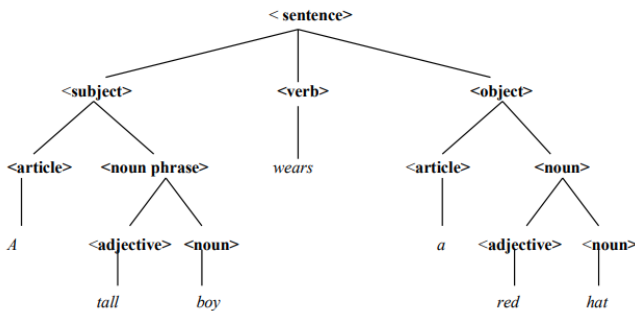 < sentence>
<subject> <verb> <object>
<article> <noun phrase> wears <article> <noun>
A <adjective> <noun> a <adjective> <noun>
tall boy red hat